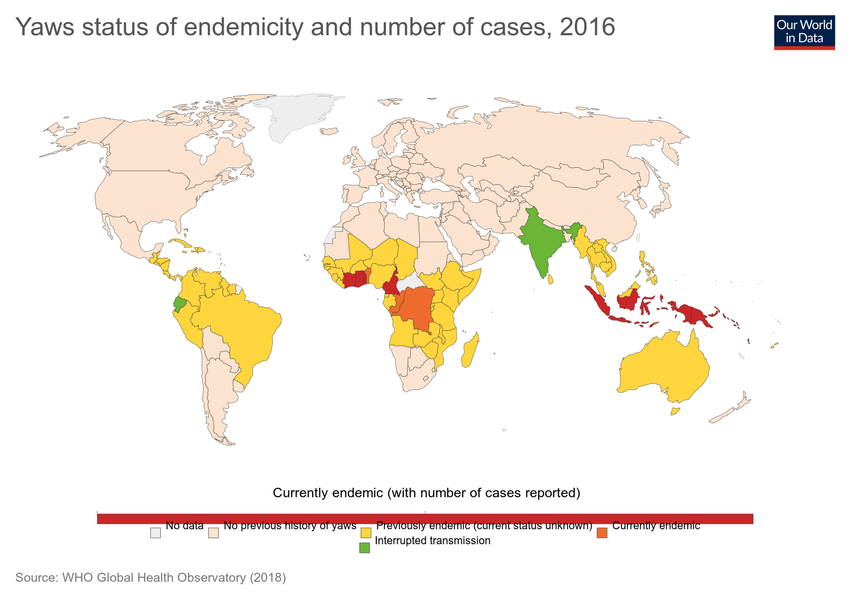 Yaws status of endemicity and number of cases, 2016
Our World
in Data
Currently endemic (with number of cases reported)
No data No previous history of yaws Previously endemic (current status unknown) Currently endemic
Interrupted transmission
Source: WHO Global Health Observatory (2018)